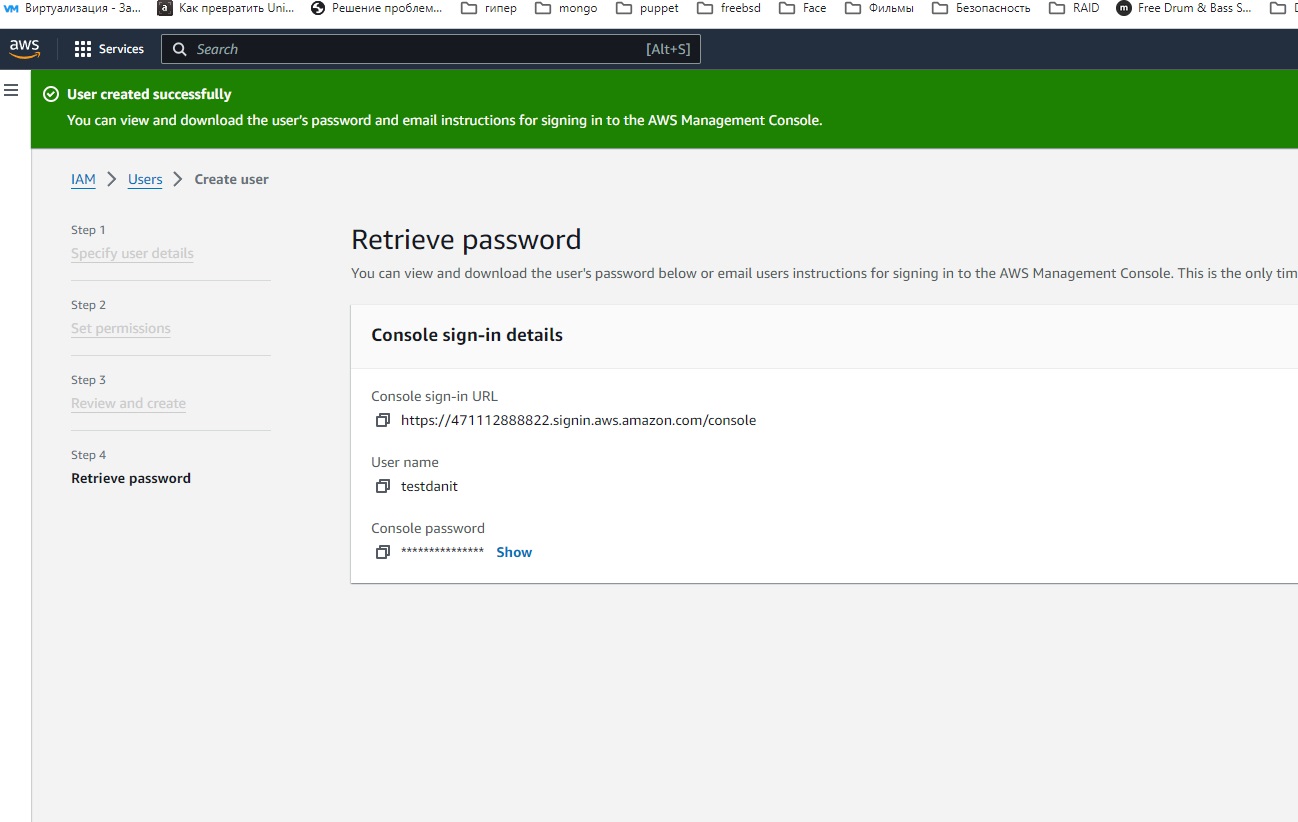 Виртуализация - За... Как превратить Uni... Решение проблем... гипер mongo puppet freebsd Face Фильмы Безопасность RAID Free Drum & Bass S...
aws Services Search [Alt+S]
User created successfully
You can view and download the user's password and email instructions for signing in to the AWS Management Console.
IAM Users Create user
Step 1
Specify user details
Step 2
Set permissions
Step 3
Review and create
Step 4
Retrieve password
Retrieve password
You can view and download the user's password below or email users instructions for signing in to the AWS Management Console. This is the only tim
Console sign-in details
Console sign-in URL
https://471112888822.signin.aws.amazon.com/console
User name
testdanit
Console password
*************** Show